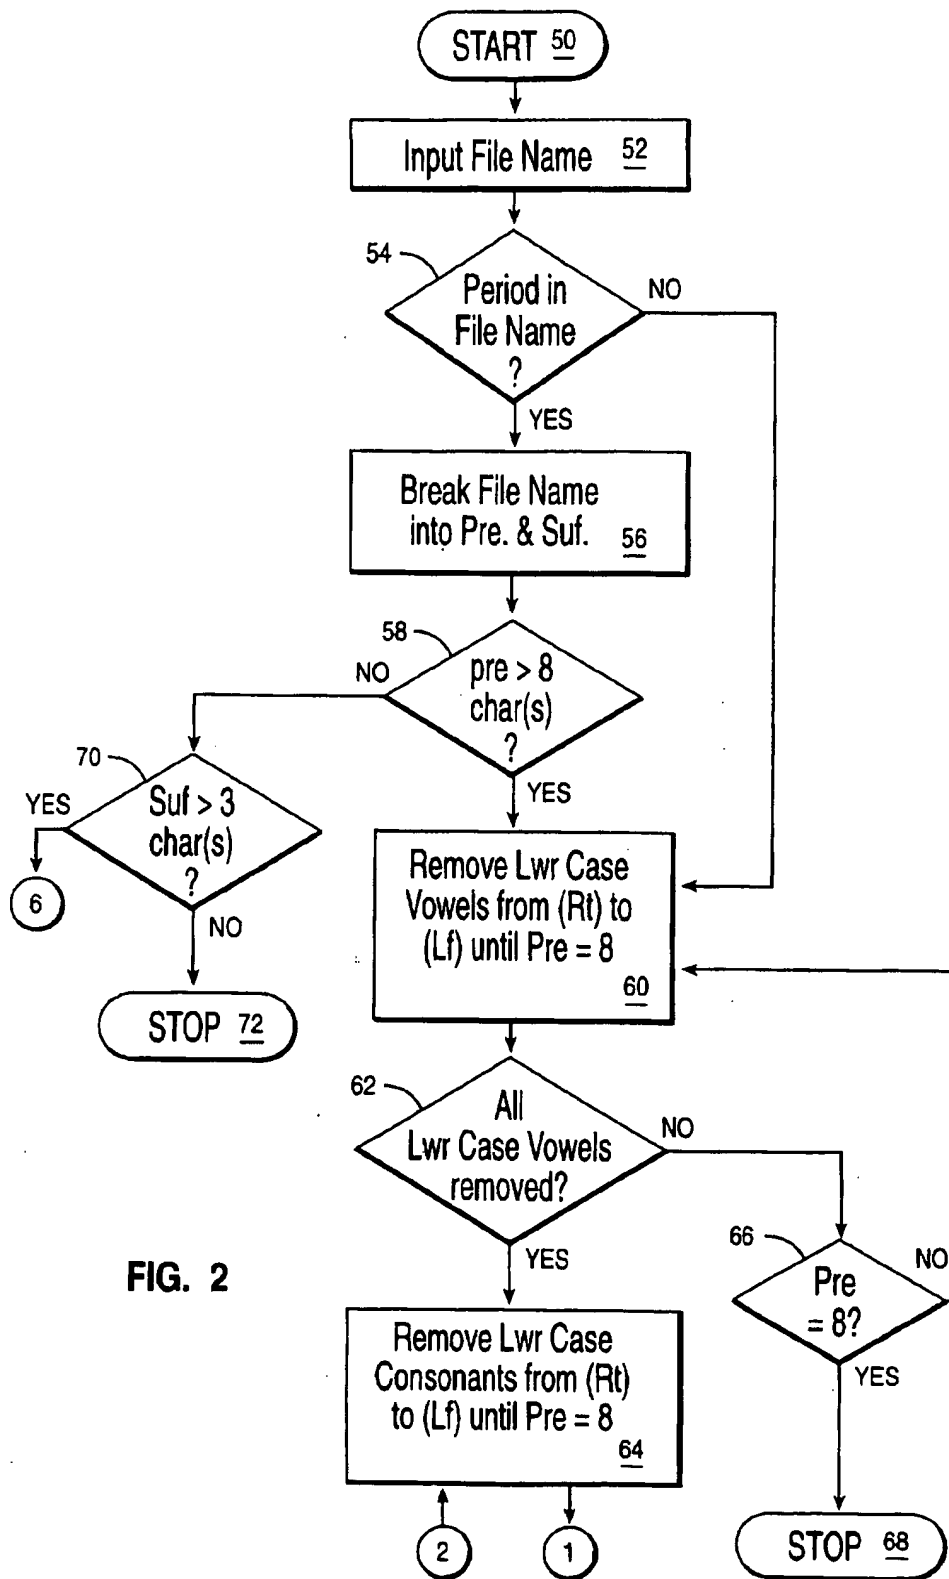 START 50
Input File Name 52
54
Period in
File Name
?
NO
YES
Break File Name
into Pre. & Suf. 56
58
pre > 8
char(s)
?
NO
YES
70
Suf > 3
char(s)
?
YES
6
NO
STOP 72
Remove Lwr Case
Vowels from (Rt) to
(Lf) until Pre = 8
60
62
All
Lwr Case Vowels
removed?
NO
YES
66
Pre
= 8?
NO
YES
FIG. 2
Remove Lwr Case
Consonants from (Rt)
to (Lf) until Pre = 8
64
2
1
STOP 68